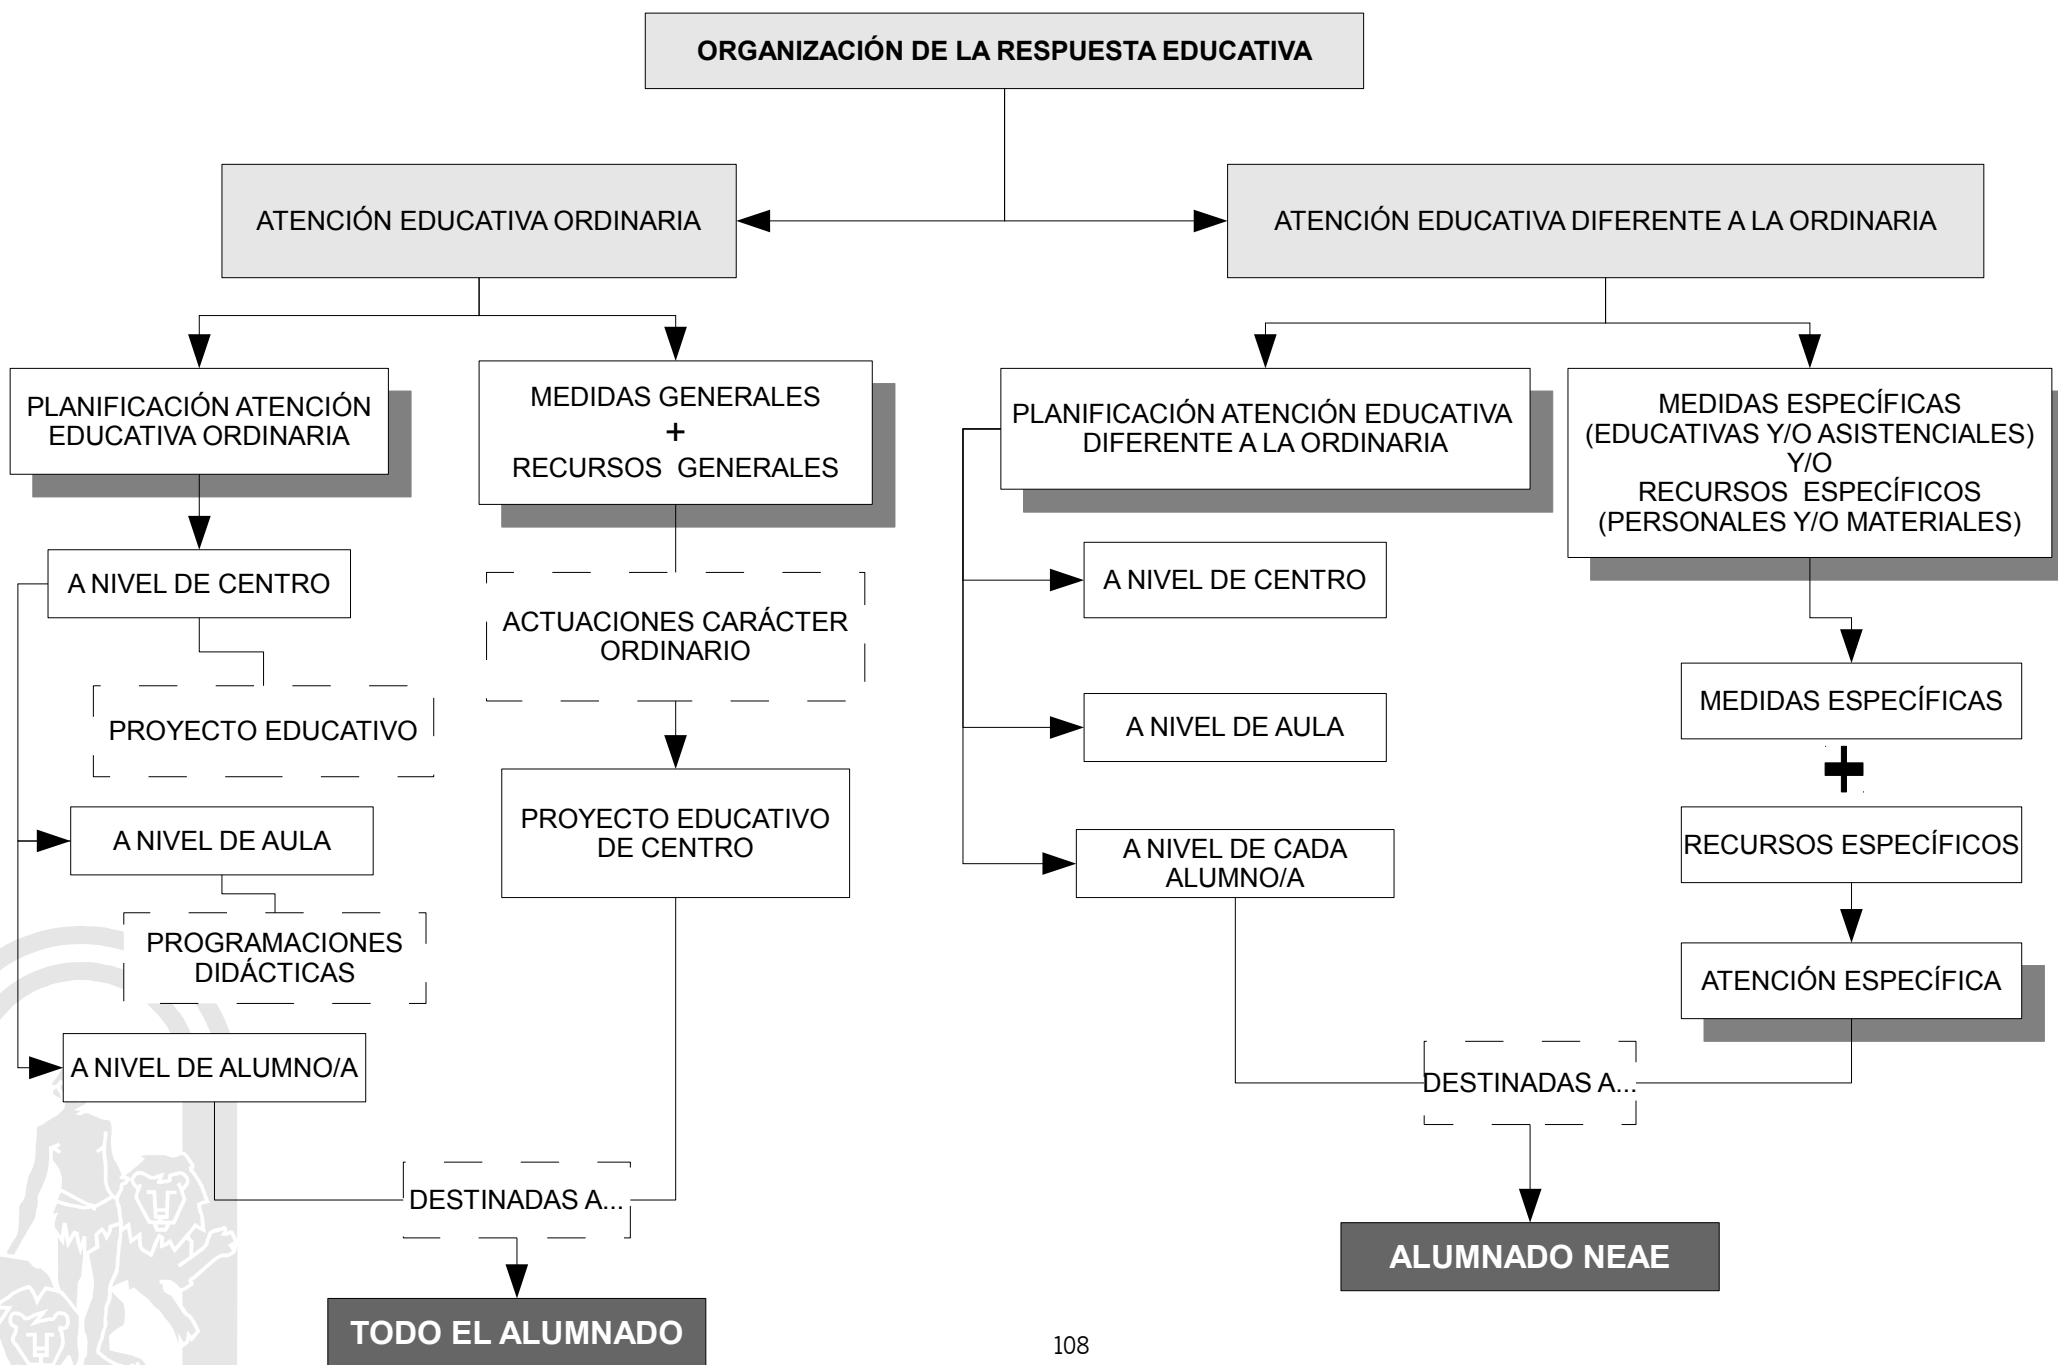 ORGANIZACIÓN DE LA RESPUESTA EDUCATIVA
ATENCIÓN EDUCATIVA ORDINARIA
ATENCIÓN EDUCATIVA DIFERENTE A LA ORDINARIA
PLANIFICACIÓN ATENCIÓN
EDUCATIVA ORDINARIA
MEDIDAS GENERALES
+
RECURSOS GENERALES
PLANIFICACIÓN ATENCIÓN EDUCATIVA
DIFERENTE A LA ORDINARIA
MEDIDAS ESPECÍFICAS
(EDUCATIVAS Y/O ASISTENCIALES)
Y/O
RECURSOS ESPECÍFICOS
(PERSONALES Y/O MATERIALES)
A NIVEL DE CENTRO
PROYECTO EDUCATIVO
A NIVEL DE AULA
PROGRAMACIONES
DIDÁCTICAS
A NIVEL DE ALUMNO/A
ACTUACIONES CARÁCTER
ORDINARIO
PROYECTO EDUCATIVO
DE CENTRO
DESTINADAS A...
TODO EL ALUMNADO
A NIVEL DE CENTRO
A NIVEL DE AULA
A NIVEL DE CADA
ALUMNO/A
MEDIDAS ESPECÍFICAS
+
RECURSOS ESPECÍFICOS
ATENCIÓN ESPECÍFICA
DESTINADAS A...
ALUMNADO NEAE
108